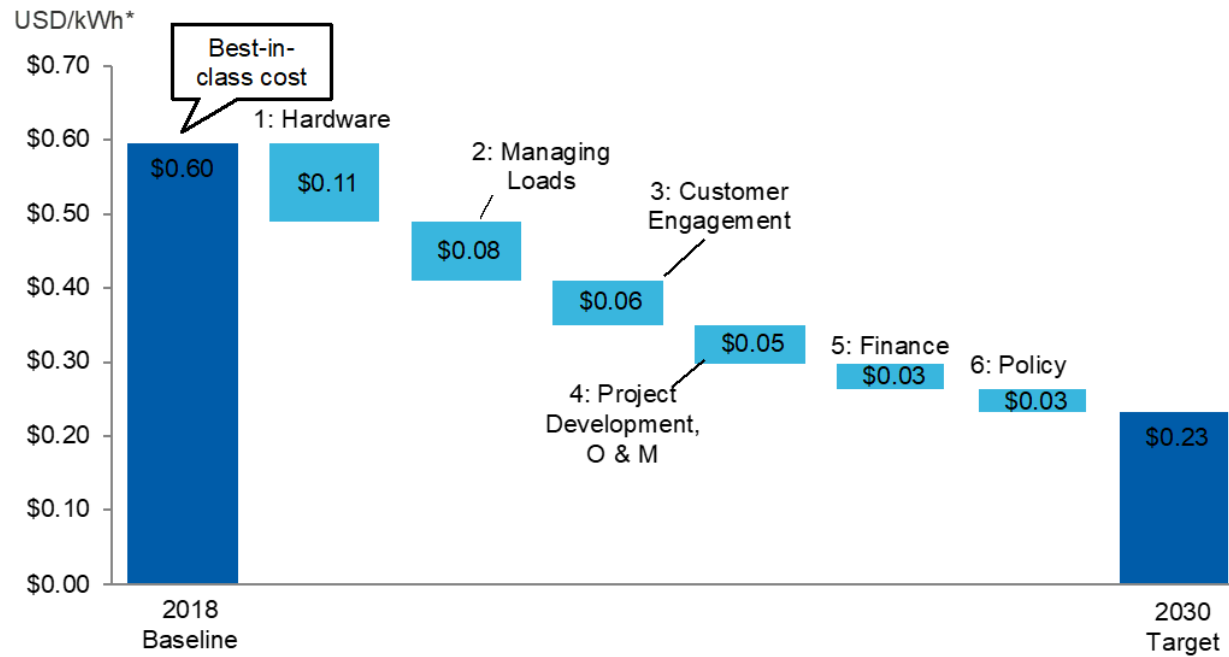 USD/kWh*
Best-in-
class cost
$0.70
$0.60
$0.50
$0.40
$0.30
$0.20
$0.10
$0.00
$0.60
1: Hardware
$0.11
2: Managing
Loads
$0.08
3: Customer
Engagement
$0.06
4: Project
Development,
O & M
$0.05
5: Finance
$0.03
6: Policy
$0.03
$0.23
2018
Baseline
2030
Target